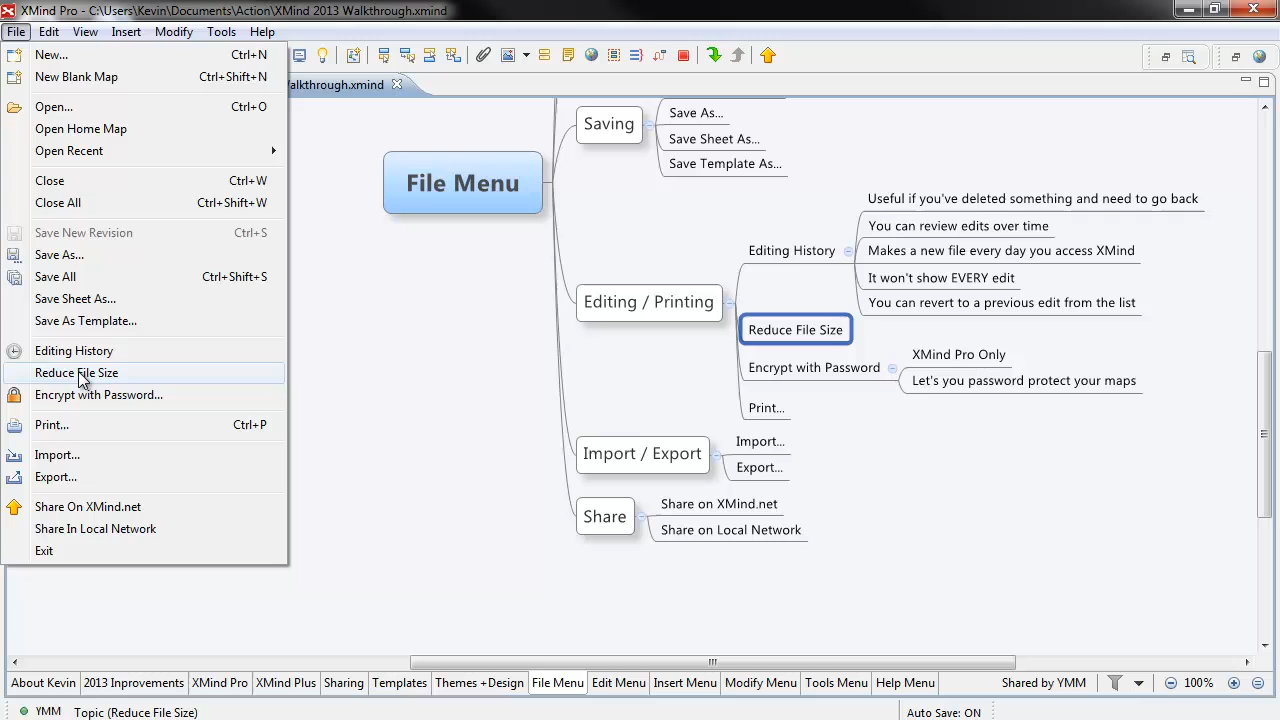 XMind Pro - C:\Users\Kevin\Documents\Action\XMind 2013 Walkthrough.xmind
File Edit View Insert Modify Tools Help
New... Ctrl+N
New Blank Map Ctrl+Shift+N
Open... Ctrl+O
Open Home Map
Open Recent
Close Ctrl+W
Close All Ctrl+Shift+W
Save New Revision Ctrl+S
Save As...
Save All Ctrl+Shift+S
Save Sheet As...
Save As Template...
Editing History
Reduce File Size
Encrypt with Password...
Print... Ctrl+P
Import...
Export...
Share On XMind.net
Share In Local Network
Exit
alkthrough.xmind
File Menu
Saving
Save As...
Save Sheet As...
Save Template As...
Editing / Printing
Editing History
Useful if you've deleted something and need to go back
You can review edits over time
Makes a new file every day you access XMind
It won't show EVERY edit
You can revert to a previous edit from the list
Reduce File Size
Encrypt with Password
XMind Pro Only
Let's you password protect your maps
Print...
Import / Export
Import...
Export...
Share
Share on XMind.net
Share on Local Network
About Kevin 2013 Inprovements XMind Pro XMind Plus Sharing Templates Themes + Design File Menu Edit Menu Insert Menu Modify Menu Tools Menu Help Menu Shared by YMM 100%
YMM Topic (Reduce File Size) Auto Save: ON